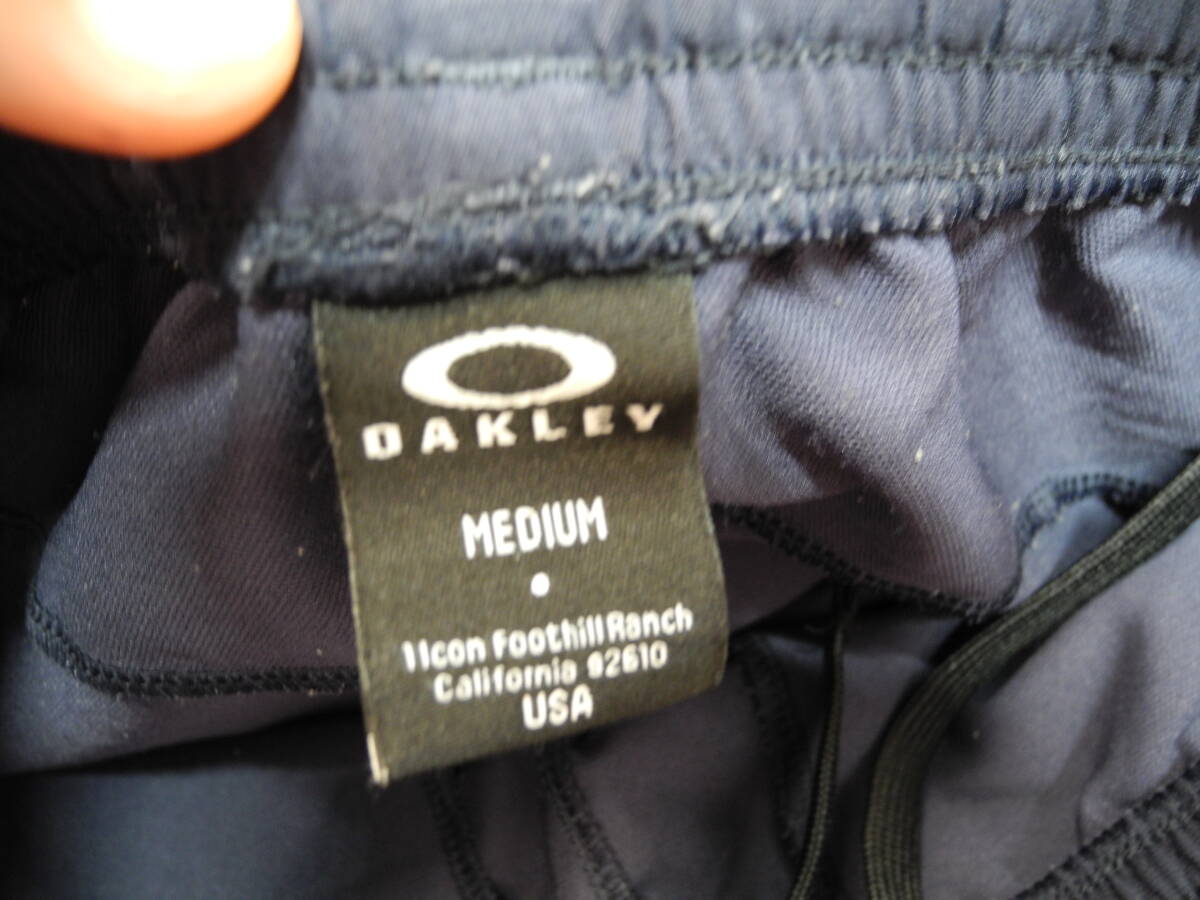 OAKLEY
MEDIUM
•
1 Icon Foothill Ranch
California 92610
USA